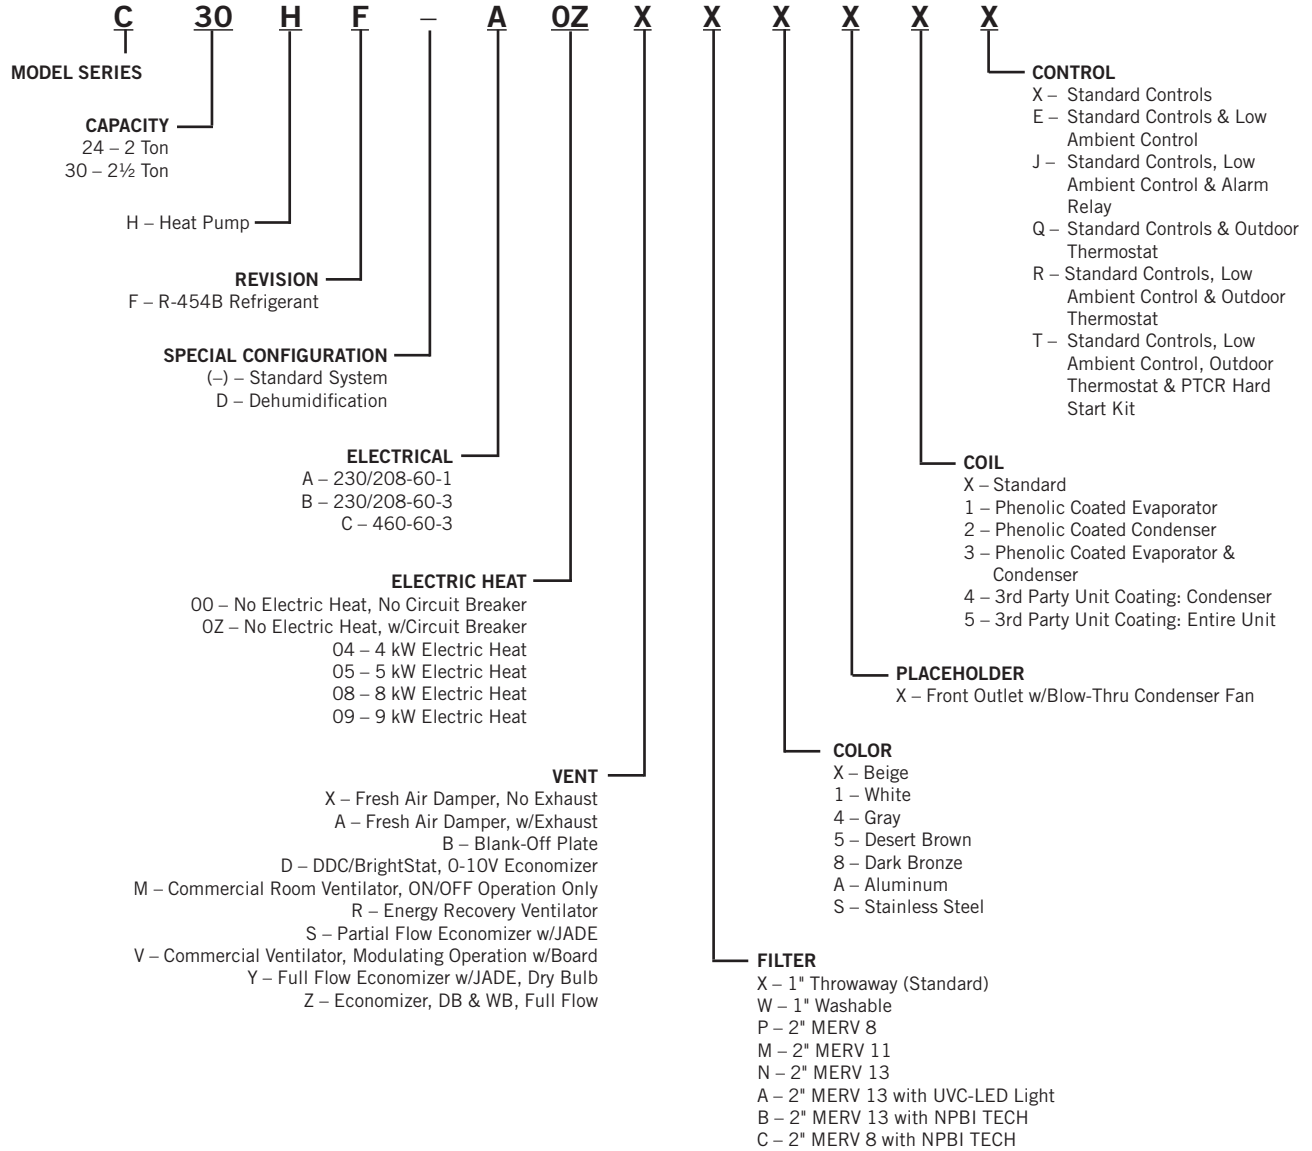 C 30 H F – A 0Z X X X X X X
MODEL SERIES
CAPACITY
24 – 2 Ton
30 – 2½ Ton
H – Heat Pump
REVISION
F – R-454B Refrigerant
SPECIAL CONFIGURATION
(–) – Standard System
D – Dehumidification
ELECTRICAL
A – 230/208-60-1
B – 230/208-60-3
C – 460-60-3
ELECTRIC HEAT
00 – No Electric Heat, No Circuit Breaker
0Z – No Electric Heat, w/Circuit Breaker
04 – 4 kW Electric Heat
05 – 5 kW Electric Heat
08 – 8 kW Electric Heat
09 – 9 kW Electric Heat
VENT
X – Fresh Air Damper, No Exhaust
A – Fresh Air Damper, w/Exhaust
B – Blank-Off Plate
D – DDC/BrightStat, 0-10V Economizer
M – Commercial Room Ventilator, ON/OFF Operation Only
R – Energy Recovery Ventilator
S – Partial Flow Economizer w/JADE
V – Commercial Ventilator, Modulating Operation w/Board
Y – Full Flow Economizer w/JADE, Dry Bulb
Z – Economizer, DB & WB, Full Flow
CONTROL
X – Standard Controls
E – Standard Controls & Low
Ambient Control
J – Standard Controls, Low
Ambient Control & Alarm
Relay
Q – Standard Controls & Outdoor
Thermostat
R – Standard Controls, Low
Ambient Control & Outdoor
Thermostat
T – Standard Controls, Low
Ambient Control, Outdoor
Thermostat & PTCR Hard
Start Kit
COIL
X – Standard
1 – Phenolic Coated Evaporator
2 – Phenolic Coated Condenser
3 – Phenolic Coated Evaporator &
Condenser
4 – 3rd Party Unit Coating: Condenser
5 – 3rd Party Unit Coating: Entire Unit
PLACEHOLDER
X – Front Outlet w/Blow-Thru Condenser Fan
COLOR
X – Beige
1 – White
4 – Gray
5 – Desert Brown
8 – Dark Bronze
A – Aluminum
S – Stainless Steel
FILTER
X – 1" Throwaway (Standard)
W – 1" Washable
P – 2" MERV 8
M – 2" MERV 11
N – 2" MERV 13
A – 2" MERV 13 with UVC-LED Light
B – 2" MERV 13 with NPBI TECH
C – 2" MERV 8 with NPBI TECH